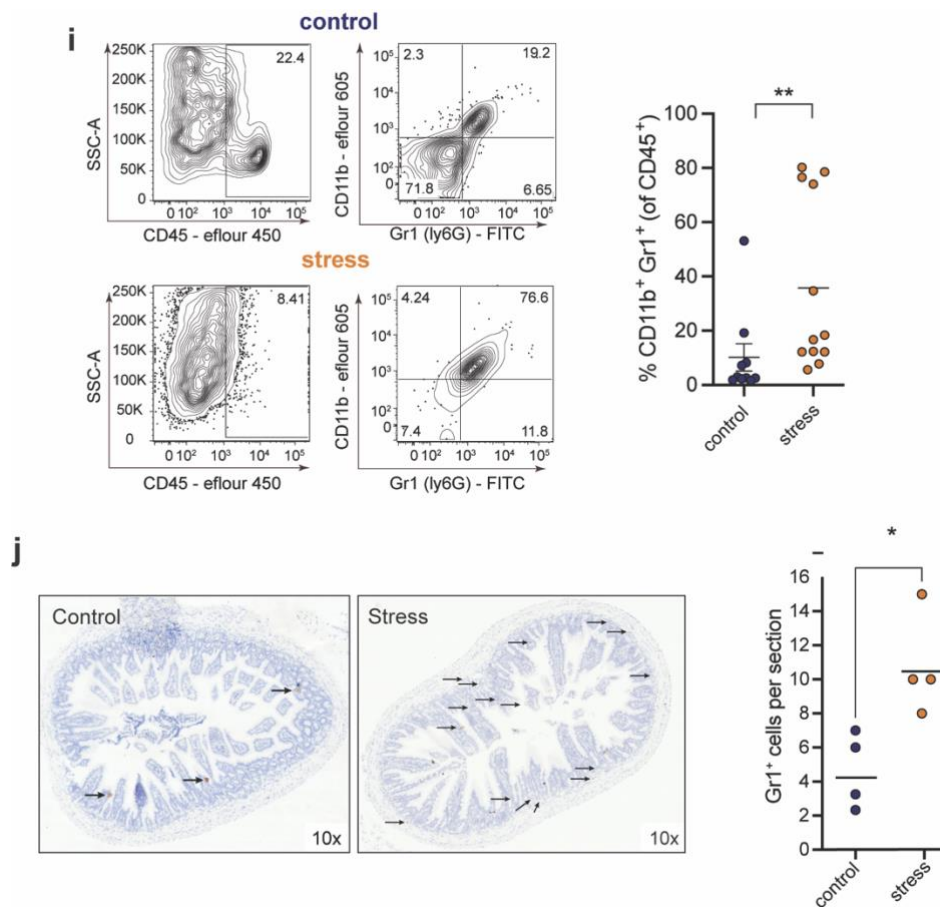 i
control
250K
200K
150K
100K
50K
0
22.4
SSC-A
0 10² 10³ 10⁴ 10⁵
CD45 - eflour 450
2.3
19.2
71.8
6.65
10⁵
10⁴
10³
10²
0
CD11b - eflour 605
0 10² 10³ 10⁴ 10⁵
Gr1 (ly6G) - FITC
stress
250K
200K
150K
100K
50K
0
8.41
SSC-A
0 10² 10³ 10⁴ 10⁵
CD45 - eflour 450
4.24
76.6
7.4
11.8
10⁵
10⁴
10³
10²
0
CD11b - eflour 605
0 10² 10³ 10⁴ 10⁵
Gr1 (ly6G) - FITC
**
100
80
60
40
20
0
% CD11b⁺ Gr1⁺ (of CD45⁺)
control
stress
j
Control
10x
Stress
10x
*
16
14
12
10
8
6
4
2
0
Gr1⁺ cells per section
control
stress